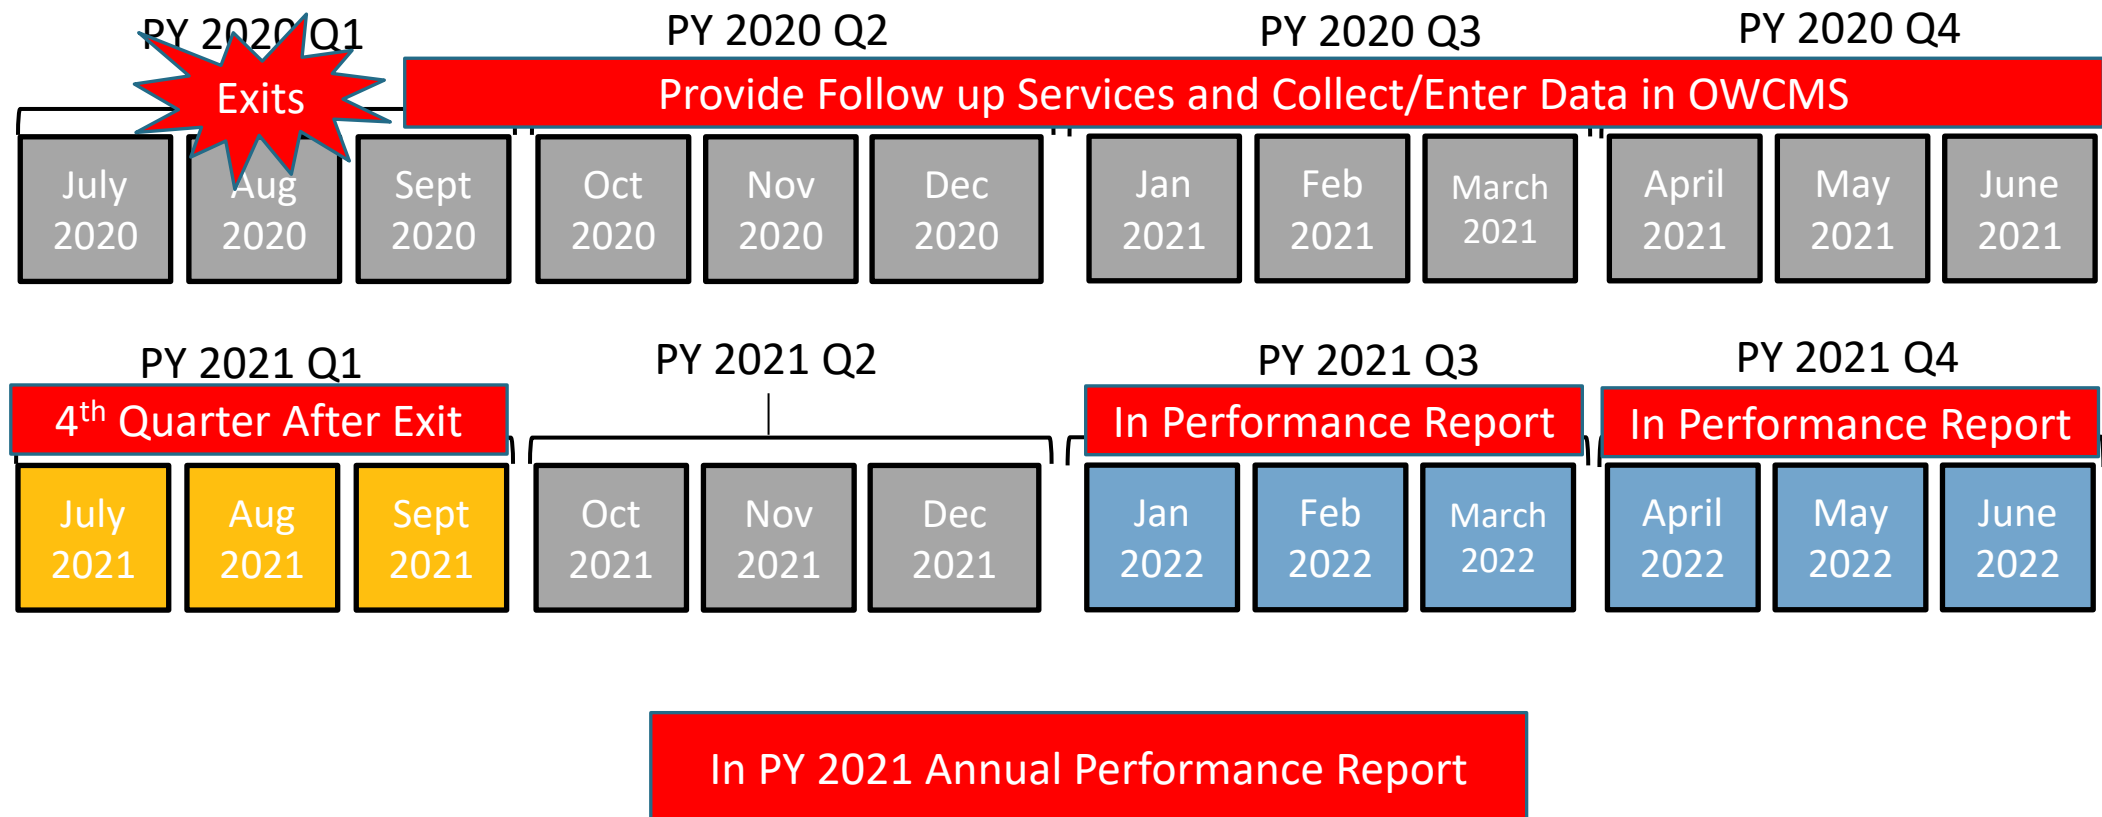 PY 2020 Q1
PY 2020 Q2
PY 2020 Q3
PY 2020 Q4
Exits
Provide Follow up Services and Collect/Enter Data in OWCMS
July
2020
Aug
2020
Sept
2020
Oct
2020
Nov
2020
Dec
2020
Jan
2021
Feb
2021
March
2021
April
2021
May
2021
June
2021
PY 2021 Q1
PY 2021 Q2
PY 2021 Q3
PY 2021 Q4
4th Quarter After Exit
In Performance Report
In Performance Report
July
2021
Aug
2021
Sept
2021
Oct
2021
Nov
2021
Dec
2021
Jan
2022
Feb
2022
March
2022
April
2022
May
2022
June
2022
In PY 2021 Annual Performance Report